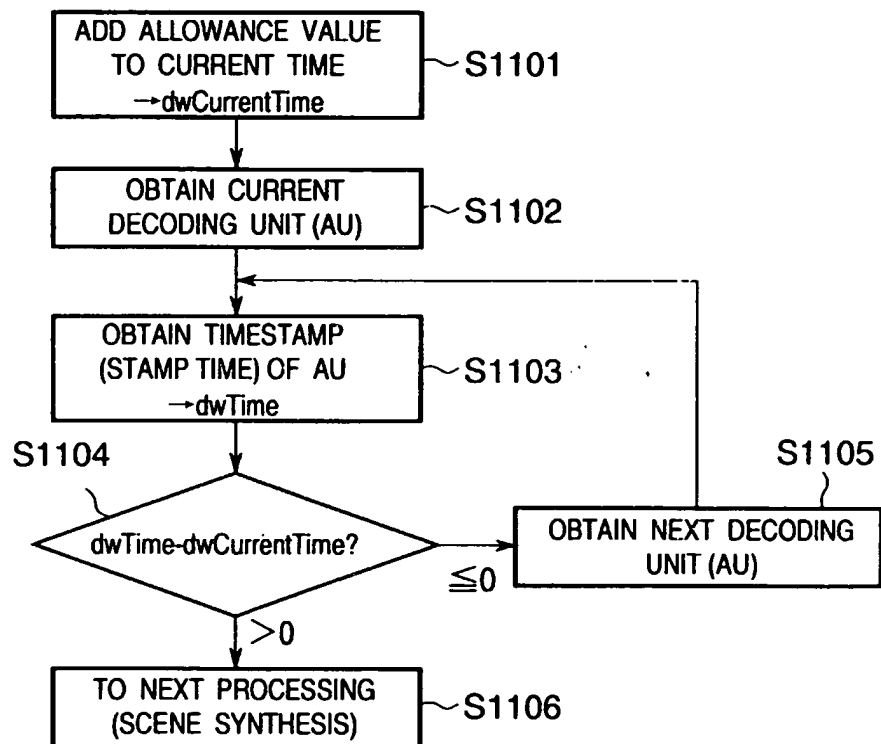 ADD ALLOWANCE VALUE
TO CURRENT TIME
→dwCurrentTime
S1101
OBTAIN CURRENT
DECODING UNIT (AU)
S1102
OBTAIN TIMESTAMP
(STAMP TIME) OF AU
→dwTime
S1103
S1104
dwTime-dwCurrentTime?
≦0
>0
S1105
OBTAIN NEXT DECODING
UNIT (AU)
TO NEXT PROCESSING
(SCENE SYNTHESIS)
S1106